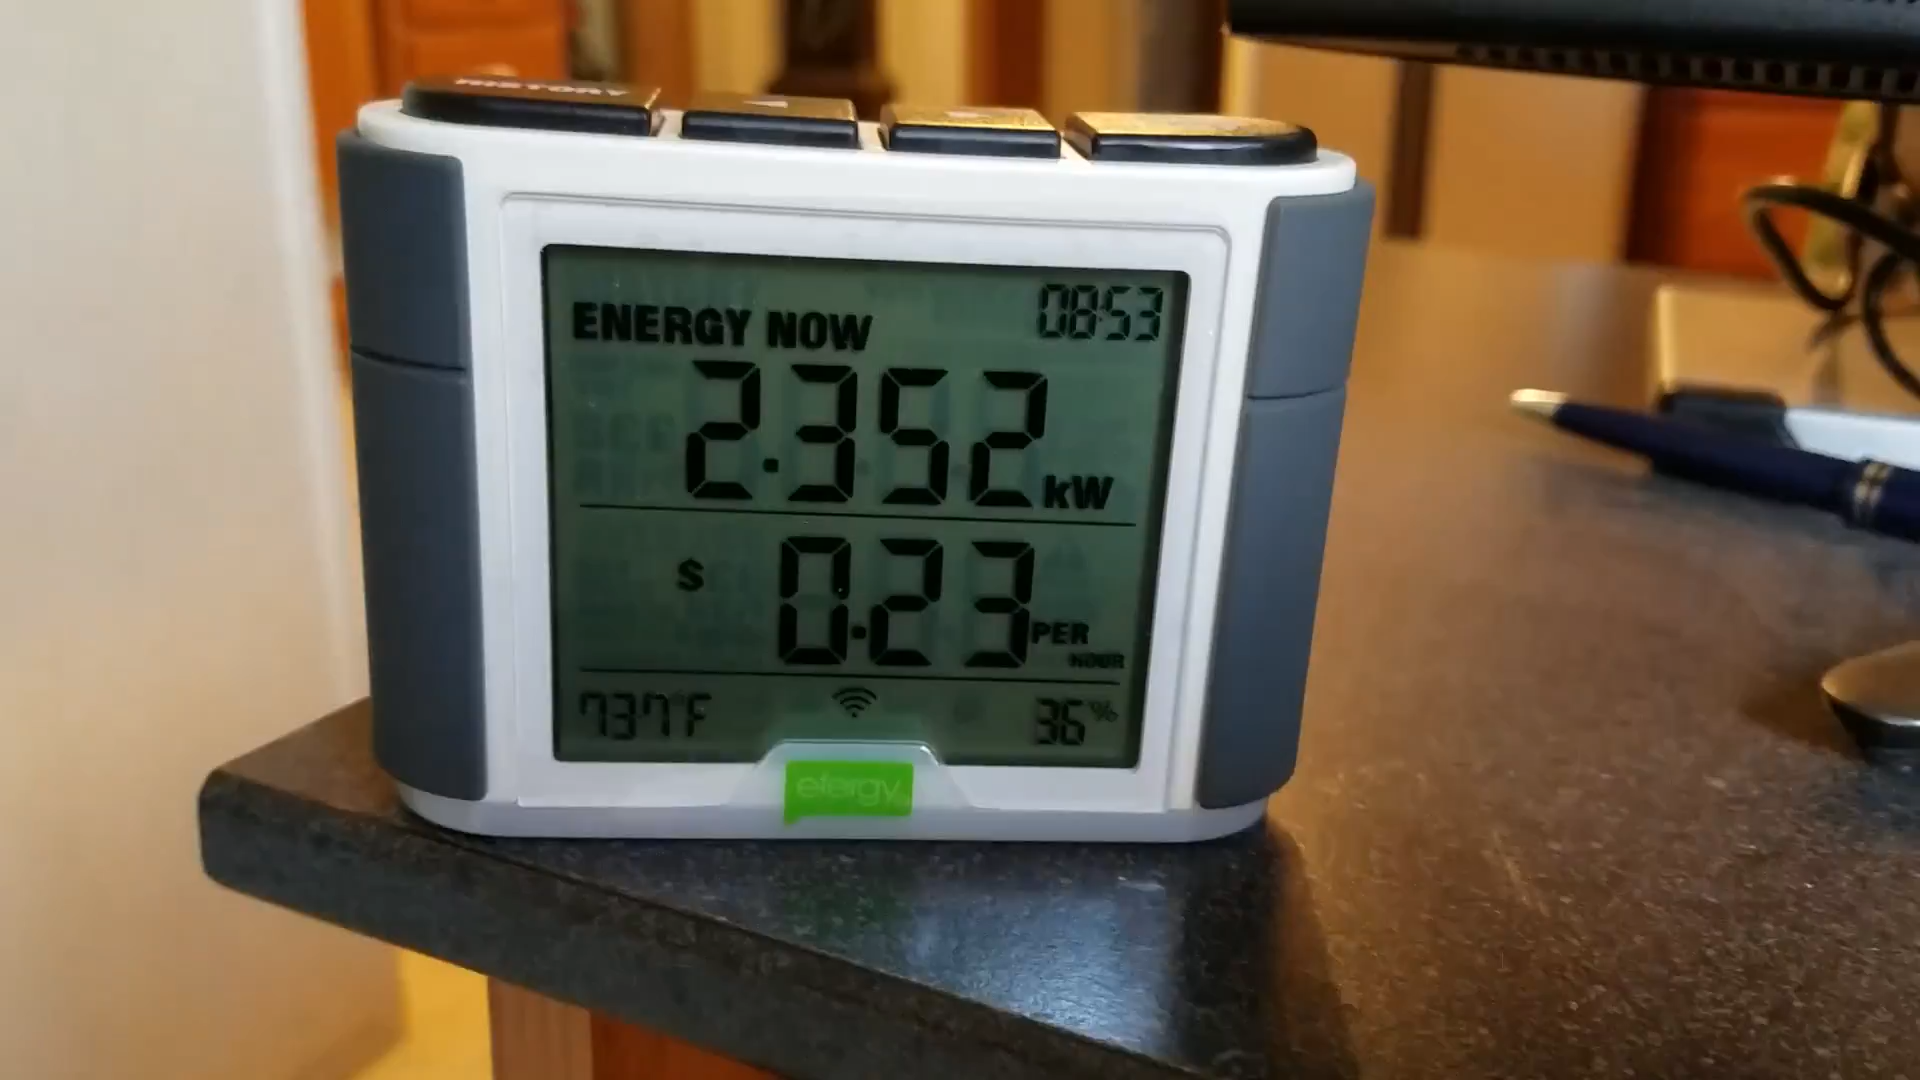 HISTORY
ENERGY NOW
08:53
2.352 kW
$ 0.23 PER HOUR
73.7°F
36%
efergy